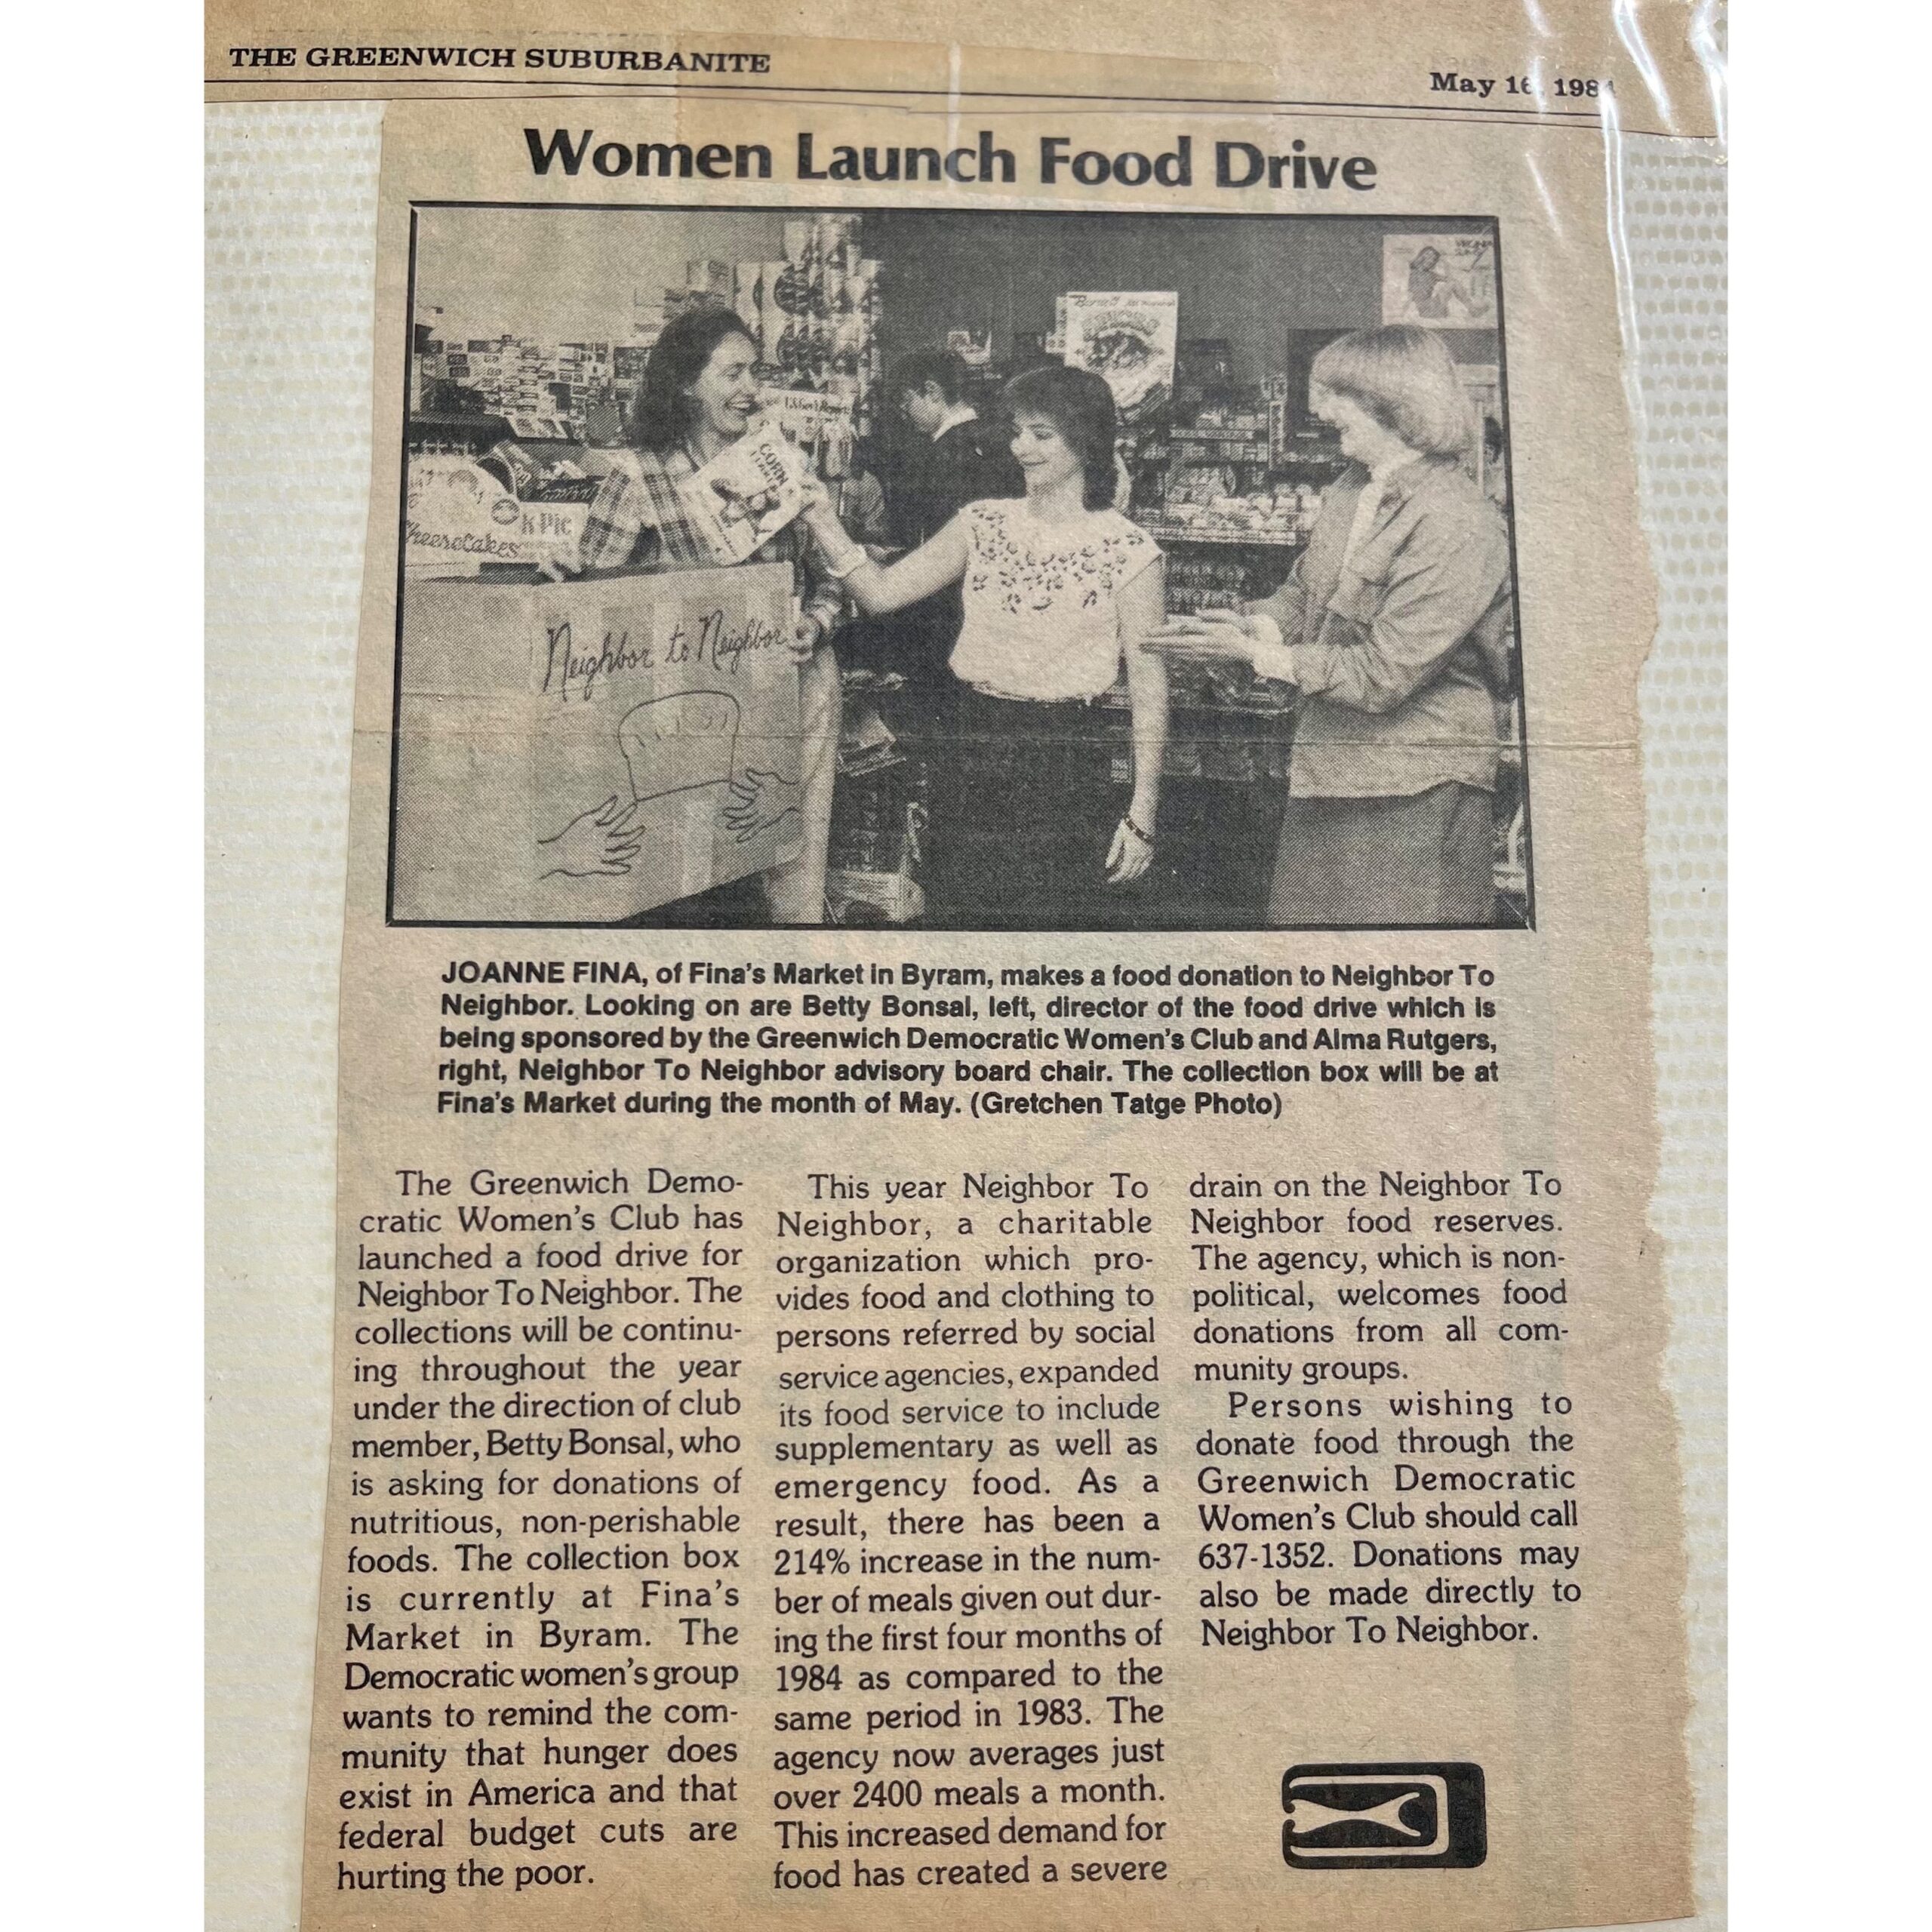 THE GREENWICH SUBURBANITE
May 16, 1984
Women Launch Food Drive
CORN
k Pie
Cheesecakes
Neighbor to Neighbor
JOANNE FINA, of Fina's Market in Byram, makes a food donation to Neighbor To
Neighbor. Looking on are Betty Bonsal, left, director of the food drive which is
being sponsored by the Greenwich Democratic Women's Club and Alma Rutgers,
right, Neighbor To Neighbor advisory board chair. The collection box will be at
Fina's Market during the month of May. (Gretchen Tatge Photo)
The Greenwich Demo-
cratic Women's Club has
launched a food drive for
Neighbor To Neighbor. The
collections will be continu-
ing throughout the year
under the direction of club
member, Betty Bonsal, who
is asking for donations of
nutritious, non-perishable
foods. The collection box
is currently at Fina's
Market in Byram. The
Democratic women's group
wants to remind the com-
munity that hunger does
exist in America and that
federal budget cuts are
hurting the poor.
This year Neighbor To
Neighbor, a charitable
organization which pro-
vides food and clothing to
persons referred by social
service agencies, expanded
its food service to include
supplementary as well as
emergency food. As a
result, there has been a
214% increase in the num-
ber of meals given out dur-
ing the first four months of
1984 as compared to the
same period in 1983. The
agency now averages just
over 2400 meals a month.
This increased demand for
food has created a severe
drain on the Neighbor To
Neighbor food reserves.
The agency, which is non-
political, welcomes food
donations from all com-
munity groups.
Persons wishing to
donate food through the
Greenwich Democratic
Women's Club should call
637-1352. Donations may
also be made directly to
Neighbor To Neighbor.